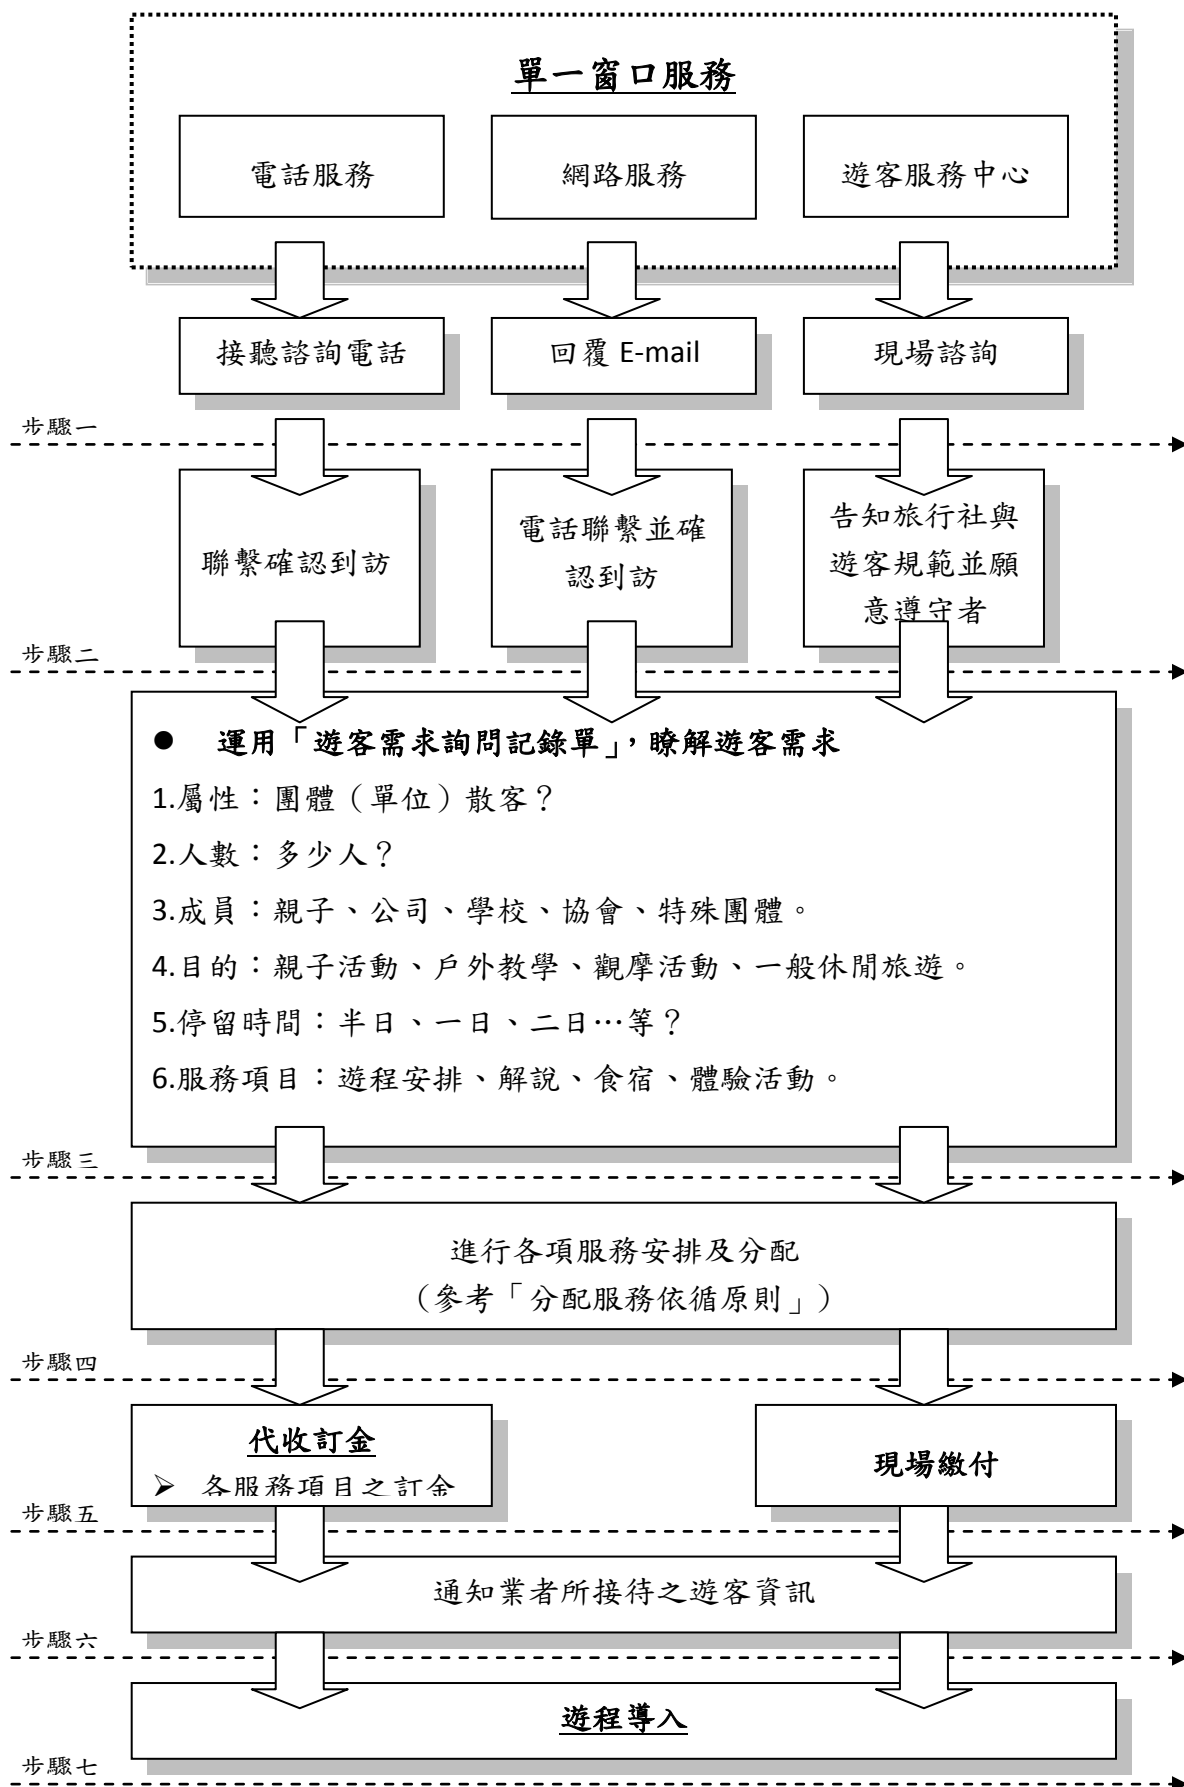 單一窗口服務
電話服務
網路服務
遊客服務中心
接聽諮詢電話
回覆 E-mail
現場諮詢
步驟一
聯繫確認到訪
電話聯繫並確
認到訪
告知旅行社與
遊客規範並願
意遵守者
步驟二
● 運用「遊客需求詢問記錄單」，瞭解遊客需求
1.屬性：團體（單位）散客？
2.人數：多少人？
3.成員：親子、公司、學校、協會、特殊團體。
4.目的：親子活動、戶外教學、觀摩活動、一般休閒旅遊。
5.停留時間：半日、一日、二日…等？
6.服務項目：遊程安排、解說、食宿、體驗活動。
步驟三
進行各項服務安排及分配
（參考「分配服務依循原則」）
步驟四
代收訂金
➢ 各服務項目之訂金
現場繳付
步驟五
通知業者所接待之遊客資訊
步驟六
遊程導入
步驟七